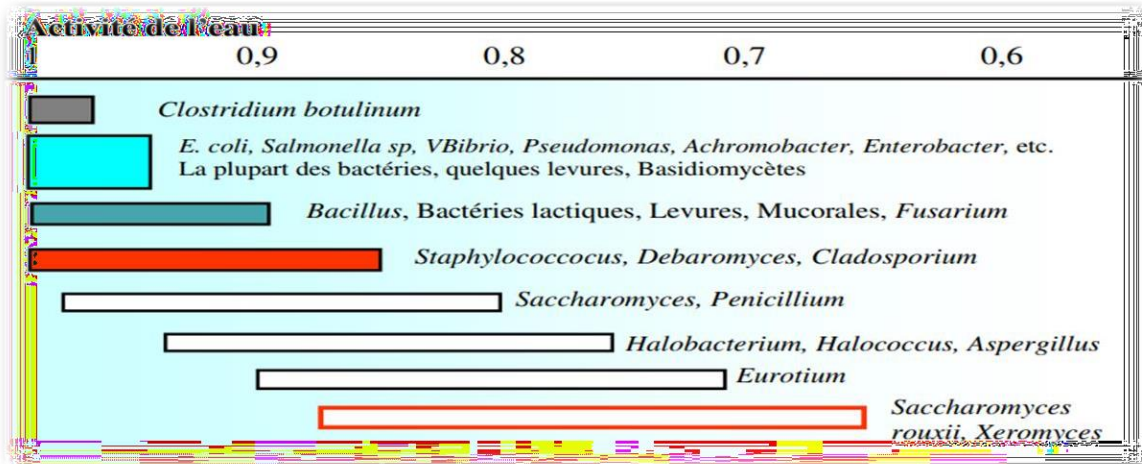 Activité de l'eau
1 0,9 0,8 0,7 0,6
Clostridium botulinum
E. coli, Salmonella sp, VBibrio, Pseudomonas, Achromobacter, Enterobacter, etc.
La plupart des bactéries, quelques levures, Basidiomycètes
Bacillus, Bactéries lactiques, Levures, Mucorales, Fusarium
Staphylococcocus, Debaromyces, Cladosporium
Saccharomyces, Penicillium
Halobacterium, Halococcus, Aspergillus
Eurotium
Saccharomyces
rouxii, Xeromyces